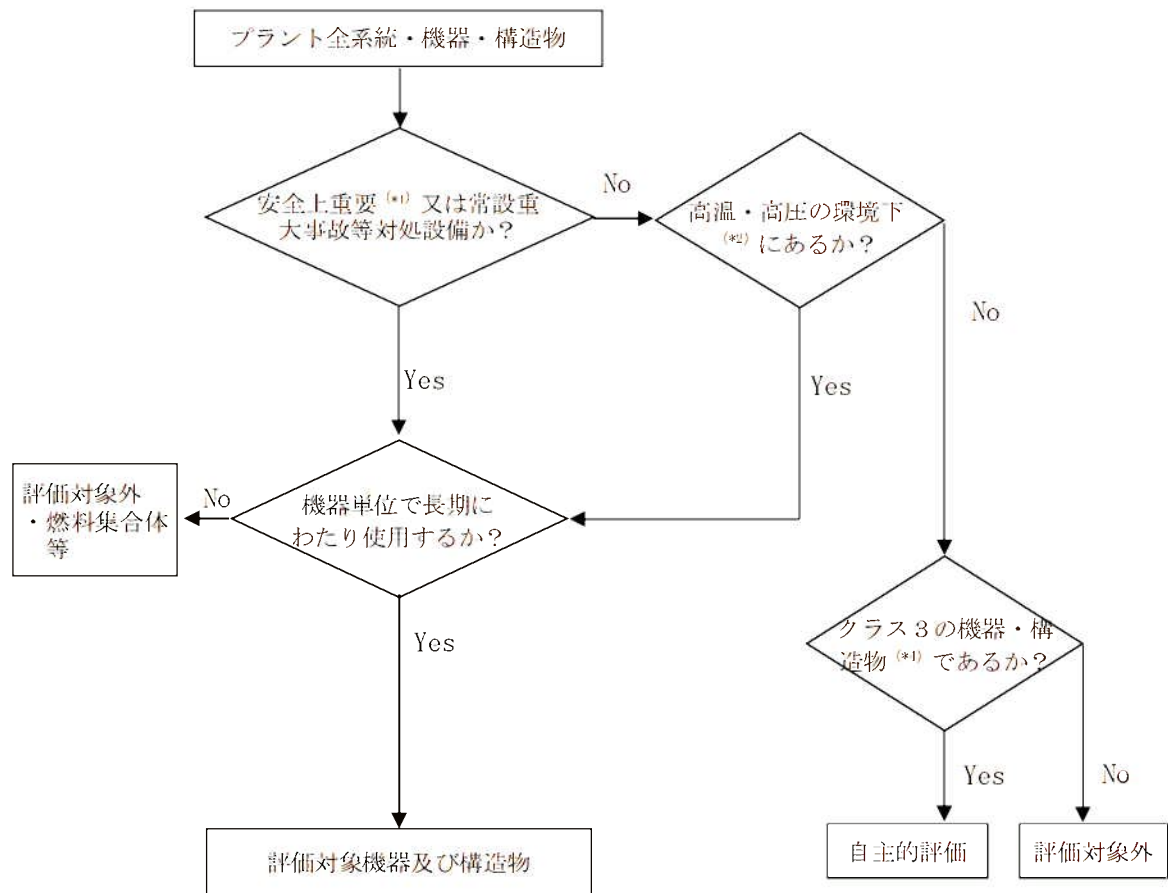 プラント全系統・機器・構造物
安全上重要(*1)又は常設重
大事故等対処設備か？
No
高温・高圧の環境下
(*2)にあるか？
Yes
Yes
No
評価対象外
・燃料集合体
等
No
機器単位で長期に
わたり使用するか？
Yes
クラス３の機器・構
造物(*1)であるか？
Yes
No
評価対象機器及び構造物
自主的評価
評価対象外